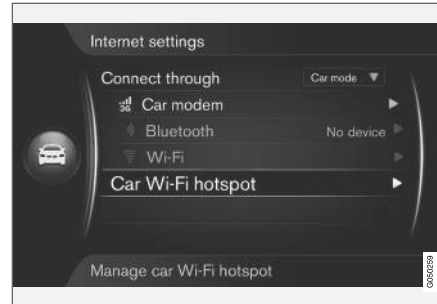 Internet settings
Connect through Car mode
3G Car modem
Bluetooth No device
Wi-Fi
Car Wi-Fi hotspot
Manage car Wi-Fi hotspot
G050259